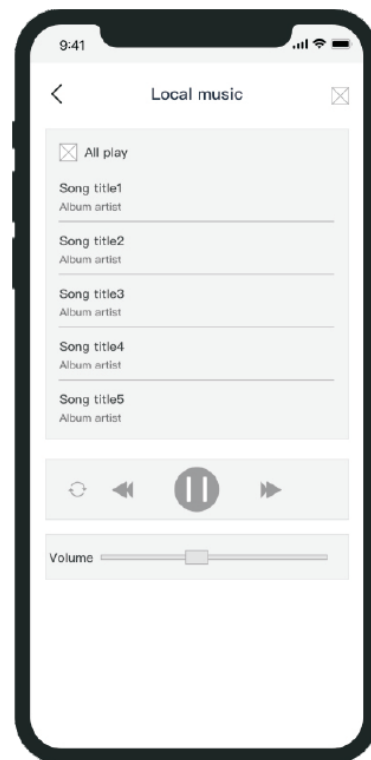 9:41
Local music
All play
Song title1
Album artist
Song title2
Album artist
Song title3
Album artist
Song title4
Album artist
Song title5
Album artist
Volume